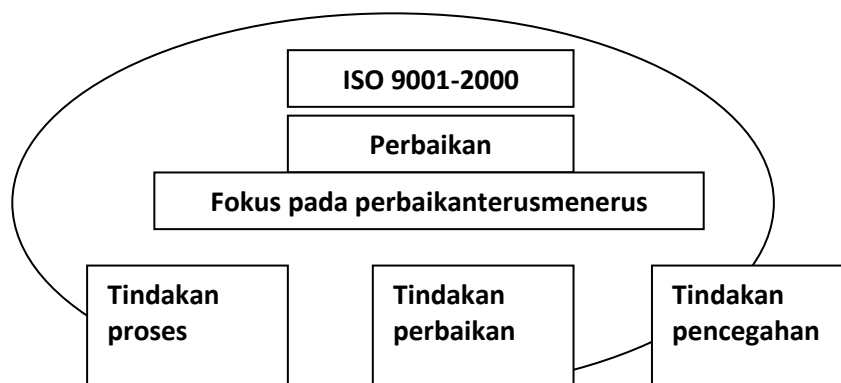 ISO 9001-2000
Perbaikan
Fokus pada perbaikanterusmenerus
Tindakan
proses
Tindakan
perbaikan
Tindakan
pencegahan